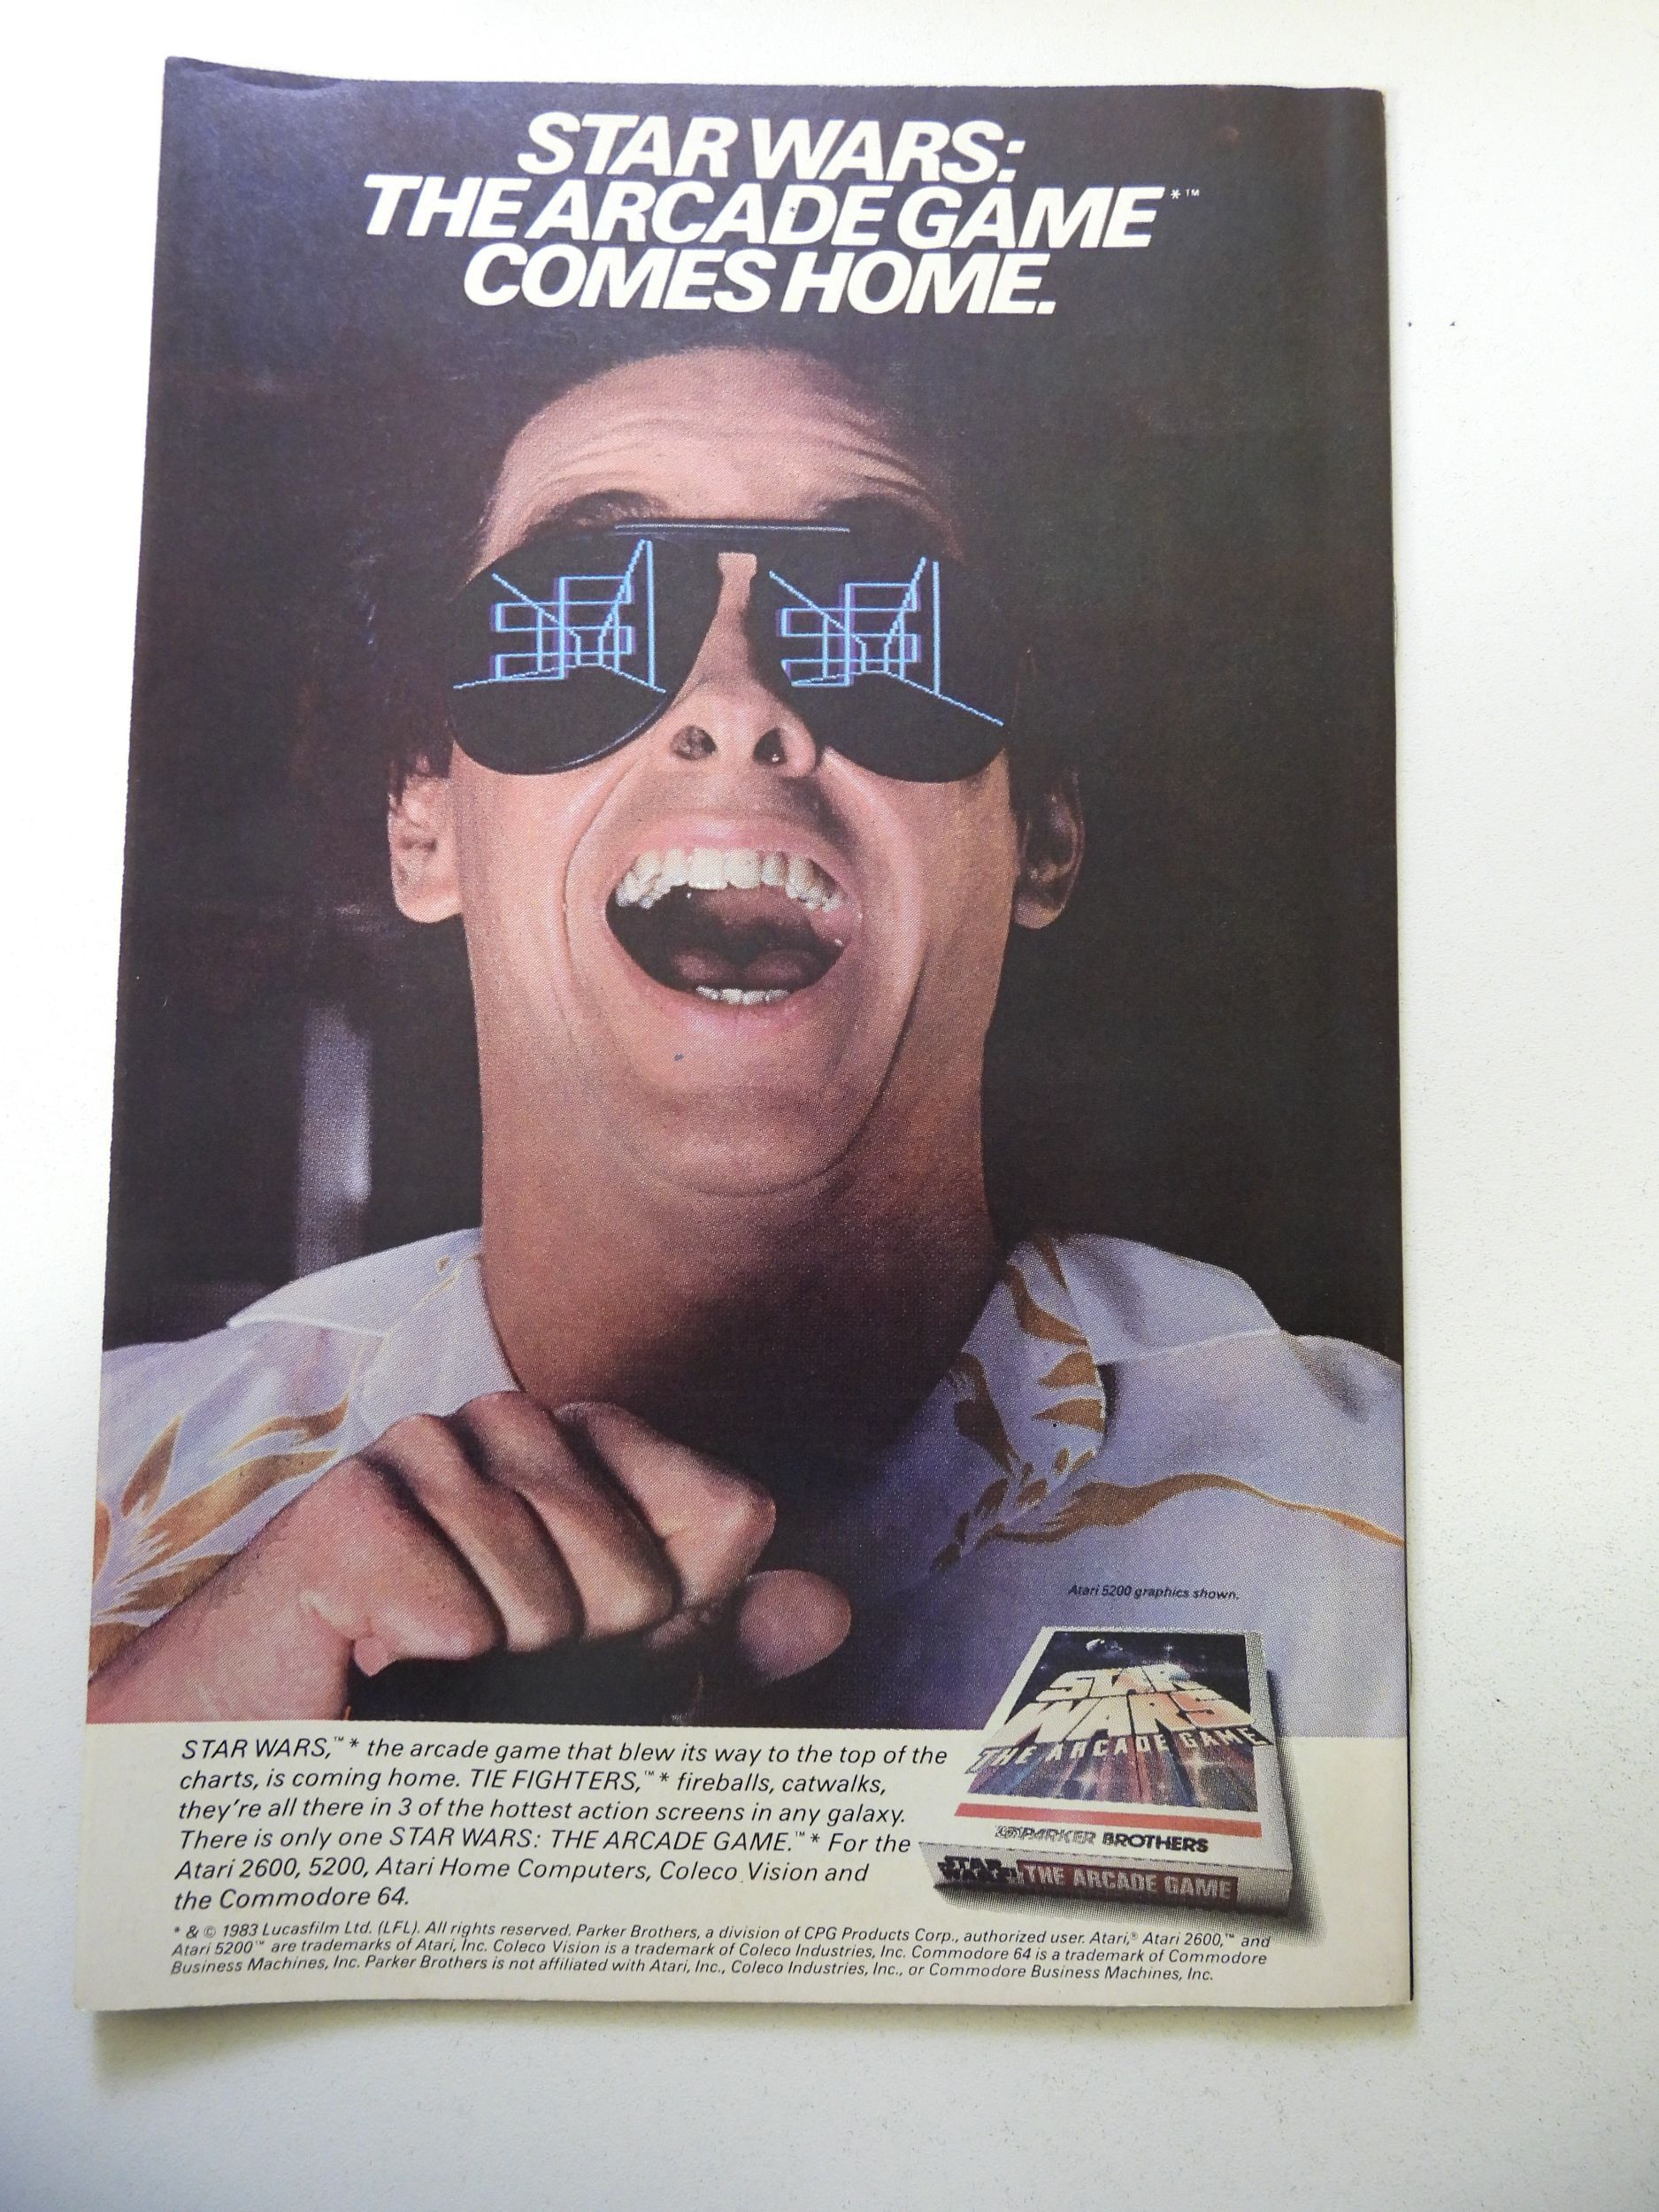 STAR WARS:
THE ARCADE GAME*™
COMES HOME.
Atari 5200 graphics shown.
STAR
WARS
THE ARCADE GAME
PARKER BROTHERS
STAR WARS THE ARCADE GAME
STAR WARS,™* the arcade game that blew its way to the top of the
charts, is coming home. TIE FIGHTERS,™* fireballs, catwalks,
they're all there in 3 of the hottest action screens in any galaxy.
There is only one STAR WARS: THE ARCADE GAME.™* For the
Atari 2600, 5200, Atari Home Computers, Coleco Vision and
the Commodore 64.
* & © 1983 Lucasfilm Ltd. (LFL). All rights reserved. Parker Brothers, a division of CPG Products Corp., authorized user. Atari,® Atari 2600,™ and
Atari 5200™ are trademarks of Atari, Inc. Coleco Vision is a trademark of Coleco Industries, Inc. Commodore 64 is a trademark of Commodore
Business Machines, Inc. Parker Brothers is not affiliated with Atari, Inc., Coleco Industries, Inc., or Commodore Business Machines, Inc.